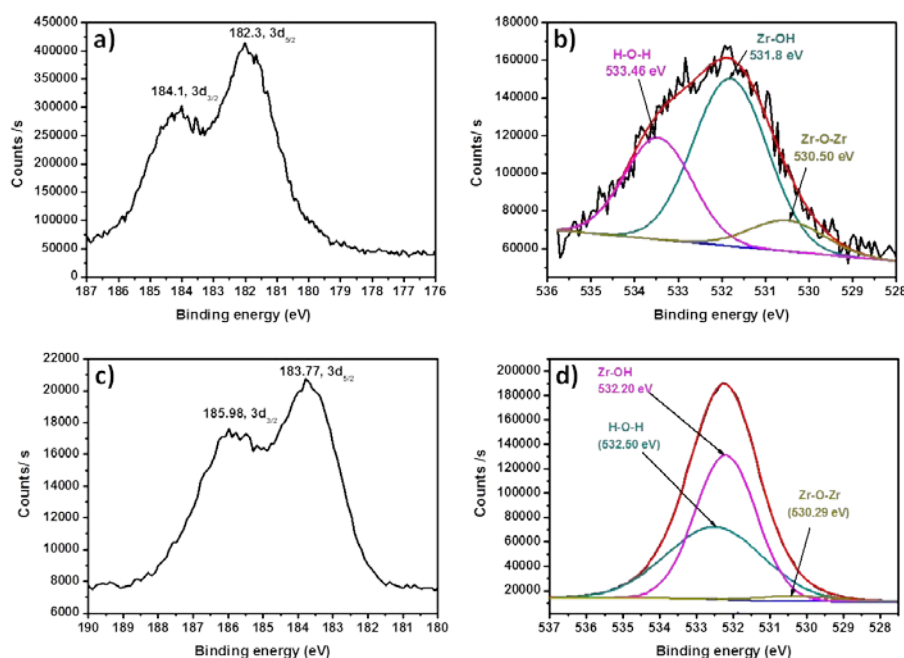 a)
184.1, 3d3/2
182.3, 3d5/2
450000
400000
350000
300000
250000
200000
150000
100000
50000
0
Counts /s
187 186 185 184 183 182 181 180 179 178 177 176
Binding energy (eV)
b)
H-O-H
533.46 eV
Zr-OH
531.8 eV
Zr-O-Zr
530.50 eV
180000
160000
140000
120000
100000
80000
60000
Counts /s
536 535 534 533 532 531 530 529 528
Binding energy (eV)
c)
185.98, 3d3/2
183.77, 3d5/2
22000
20000
18000
16000
14000
12000
10000
8000
6000
Counts/ s
190 189 188 187 186 185 184 183 182 181 180
Binding energy (eV)
d)
Zr-OH
532.20 eV
H-O-H
(532.50 eV)
Zr-O-Zr
(530.29 eV)
200000
180000
160000
140000
120000
100000
80000
60000
40000
20000
0
Counts /s
537 536 535 534 533 532 531 530 529 528
Binding energy (eV)